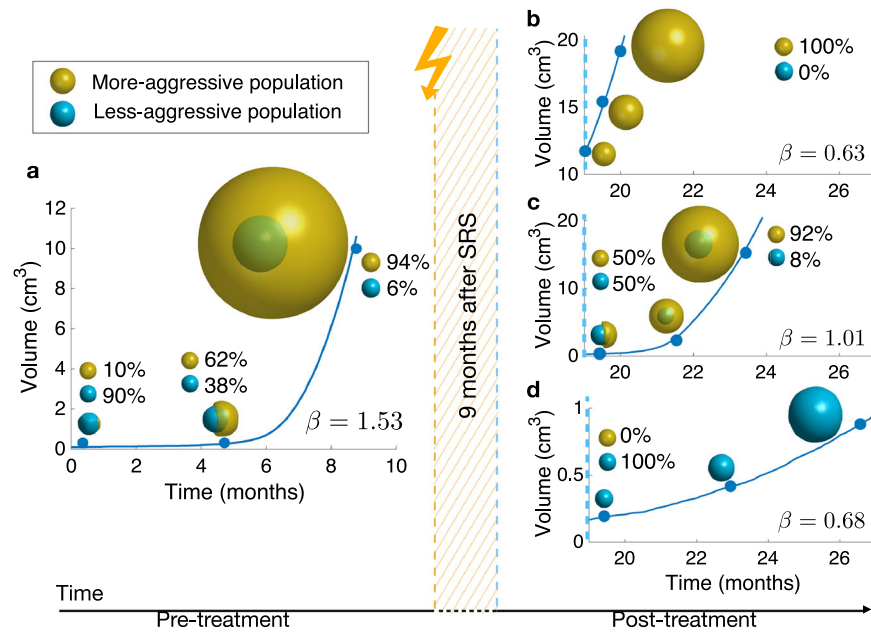 More-aggressive population
Less-aggressive population
a
Volume (cm³)
12
10
8
6
4
2
0
0 2 4 6 8 10
Time (months)
10%
90%
62%
38%
94%
6%
β = 1.53
9 months after SRS
b
Volume (cm³)
20
15
10
20 22 24 26
100%
0%
β = 0.63
c
Volume (cm³)
20
10
0
20 22 24 26
50%
50%
92%
8%
β = 1.01
d
Volume (cm³)
1
0.5
0
20 22 24 26
Time (months)
0%
100%
β = 0.68
Time
Pre-treatment
Post-treatment